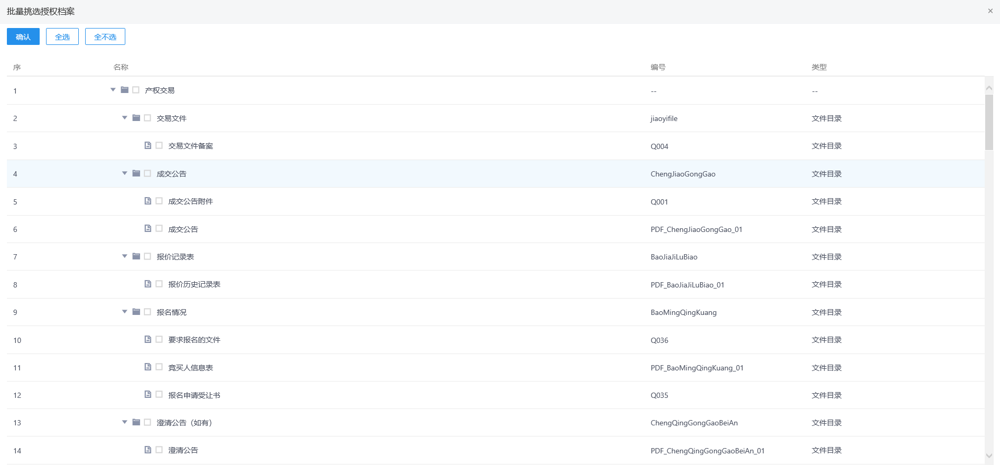 批量挑选授权档案
确认 全选 全不选
序 名称 编号 类型
1 产权交易 -- --
2 交易文件 jiaoyifile 文件目录
3 交易文件备案 Q004 文件目录
4 成交公告 ChengJiaoGongGao 文件目录
5 成交公告附件 Q001 文件目录
6 成交公告 PDF_ChengJiaoGongGao_01 文件目录
7 报价记录表 BaoJiaJiLuBiao 文件目录
8 报价历史记录表 PDF_BaoJiaJiLuBiao_01 文件目录
9 报名情况 BaoMingQingKuang 文件目录
10 要求报名的文件 Q036 文件目录
11 竞买人信息表 PDF_BaoMingQingKuang_01 文件目录
12 报名申请受让书 Q035 文件目录
13 澄清公告（如有） ChengQingGongGaoBeiAn 文件目录
14 澄清公告 PDF_ChengQingGongGaoBeiAn_01 文件目录